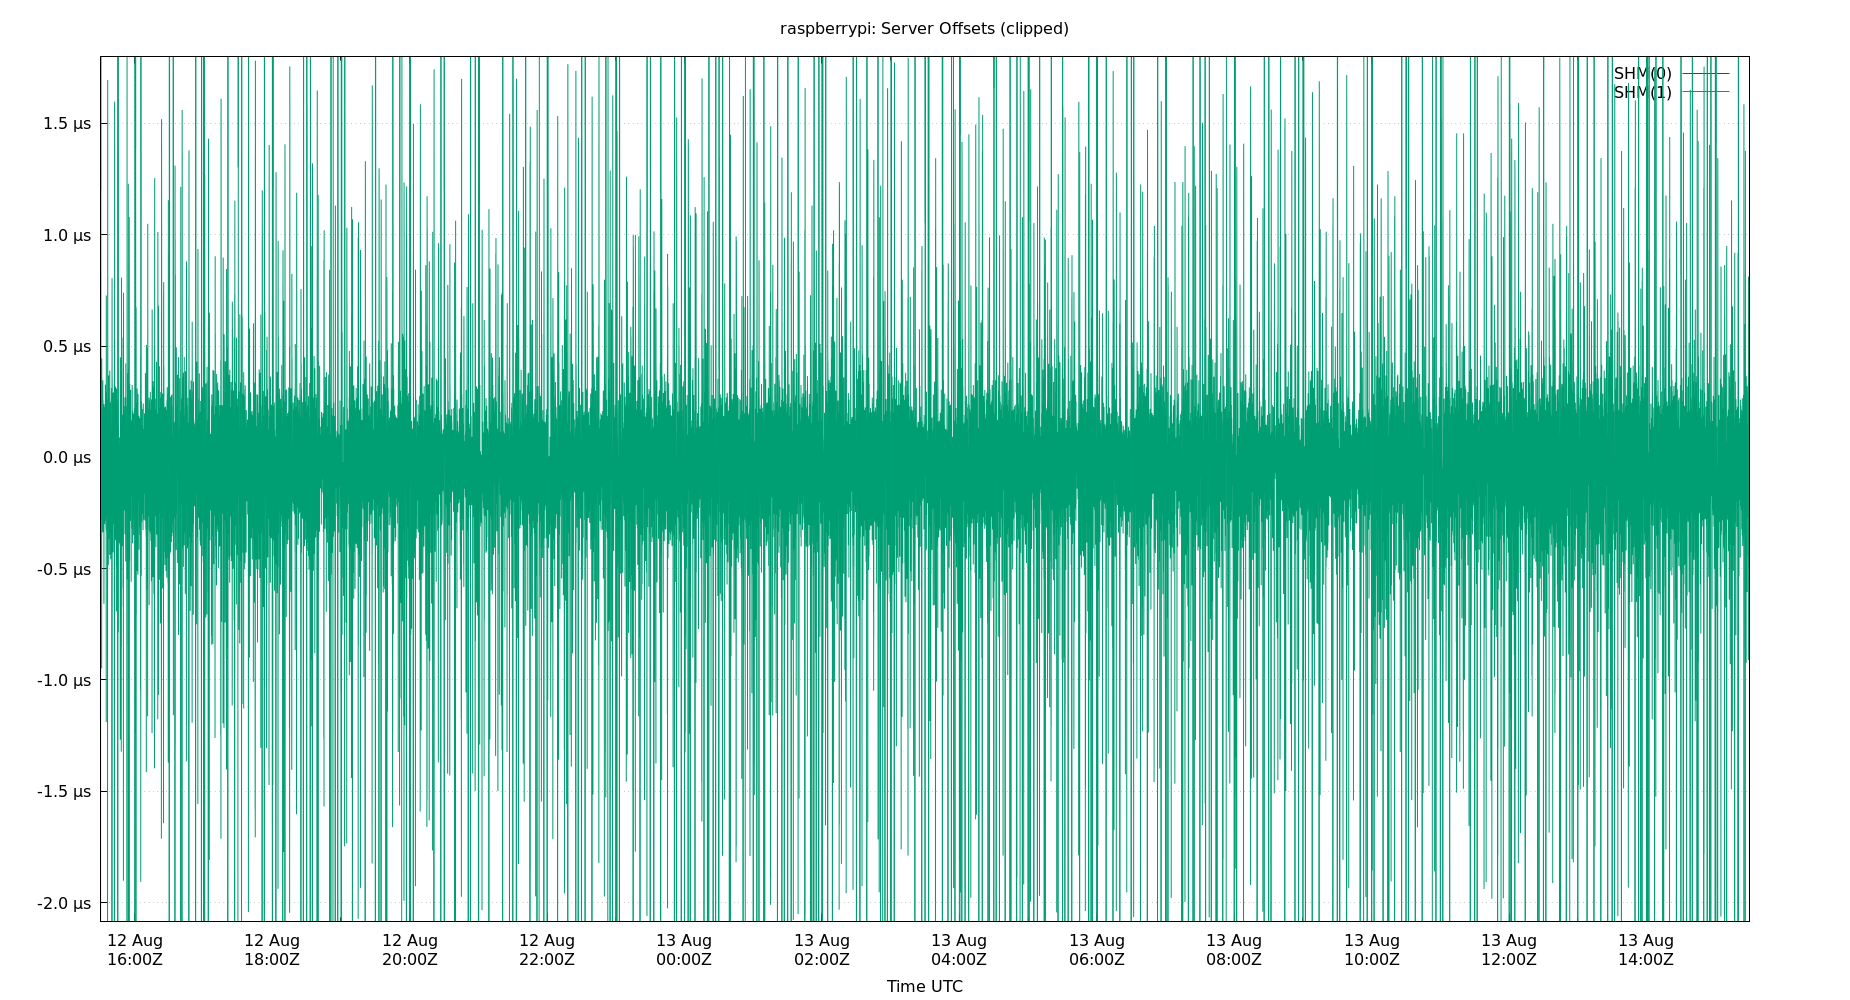 raspberrypi: Server Offsets (clipped)
SHM(0)
SHM(1)
1.5 µs
1.0 µs
0.5 µs
0.0 µs
-0.5 µs
-1.0 µs
-1.5 µs
-2.0 µs
12 Aug 12 Aug 12 Aug 12 Aug 13 Aug 13 Aug 13 Aug 13 Aug 13 Aug 13 Aug 13 Aug 13 Aug
16:00Z 18:00Z 20:00Z 22:00Z 00:00Z 02:00Z 04:00Z 06:00Z 08:00Z 10:00Z 12:00Z 14:00Z
Time UTC